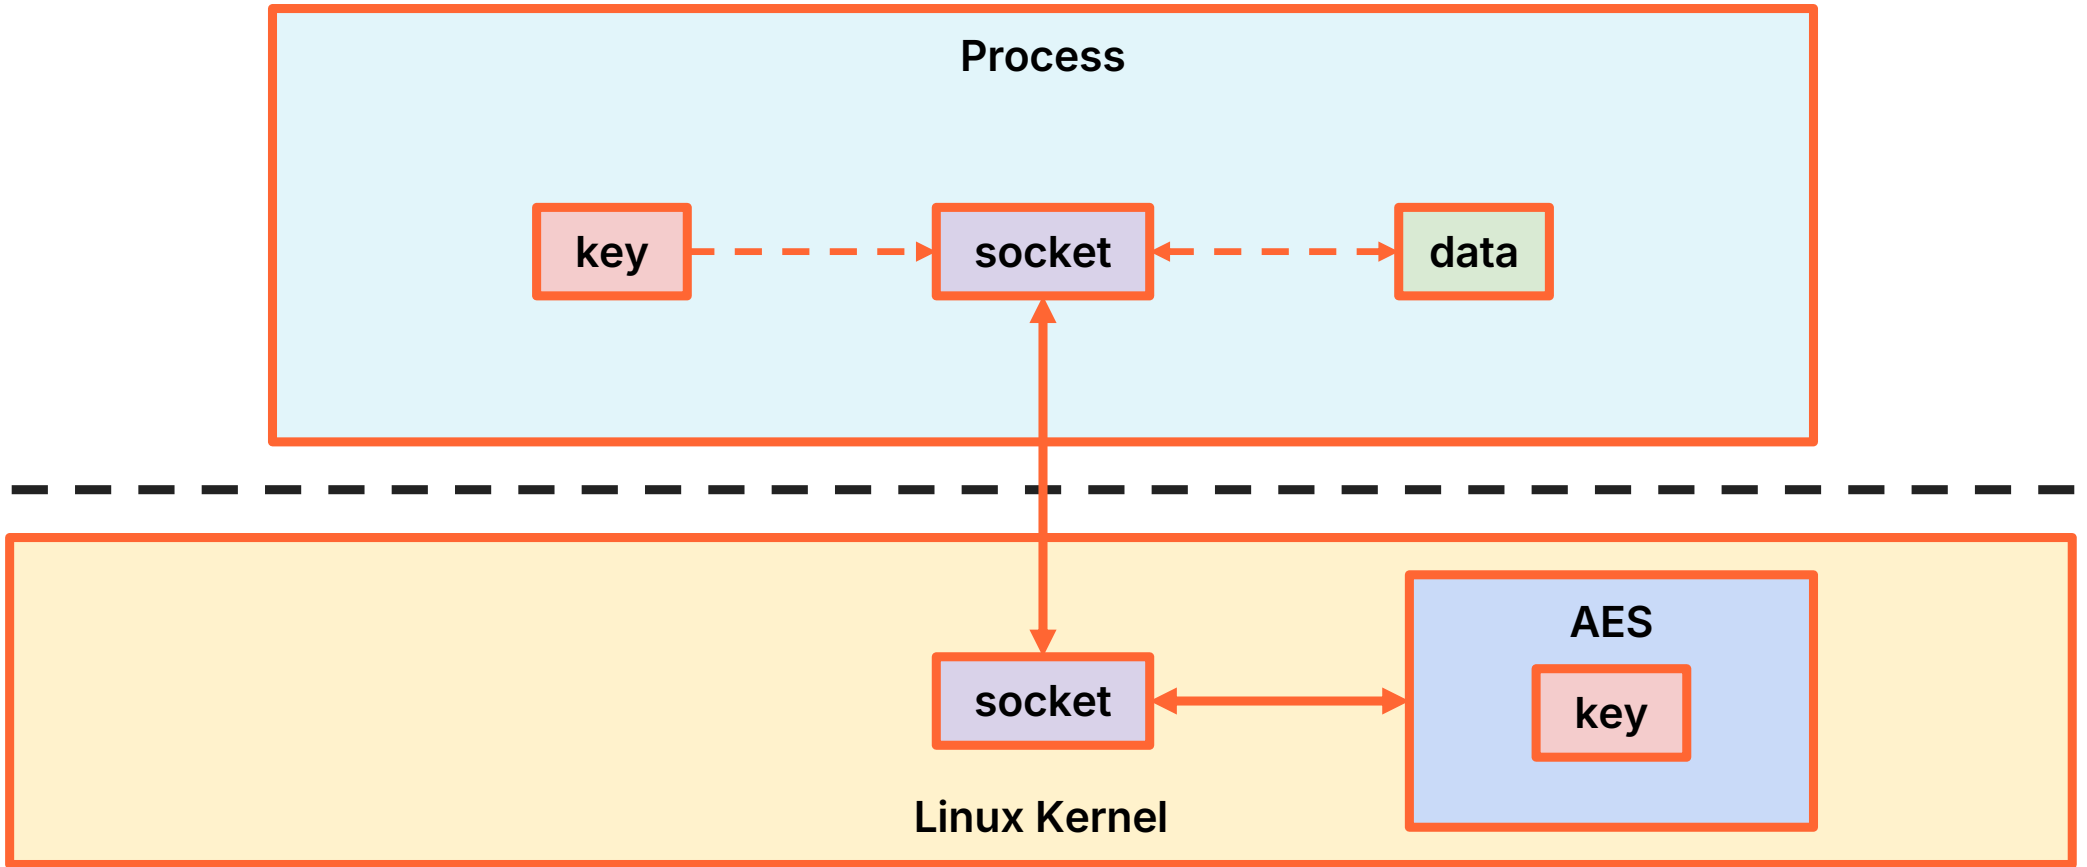 Process
key
socket
data
AES
socket
key
Linux Kernel